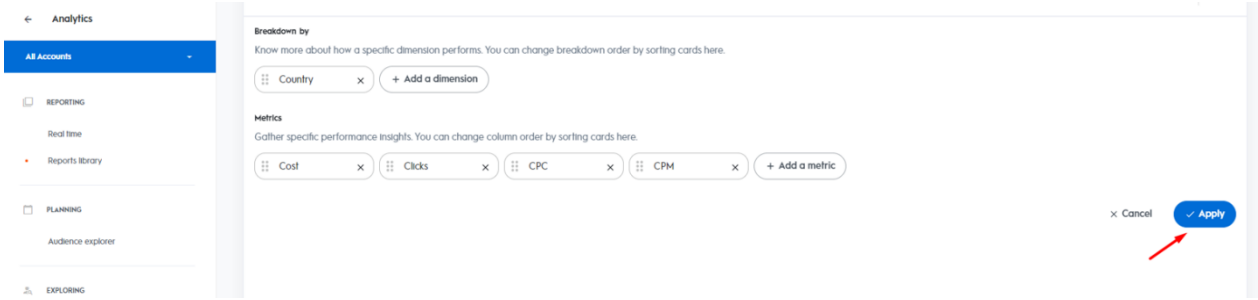 Analytics
All Accounts
REPORTING
Real time
Reports library
PLANNING
Audience explorer
EXPLORING
Breakdown by
Know more about how a specific dimension performs. You can change breakdown order by sorting cards here.
Country × + Add a dimension
Metrics
Gather specific performance insights. You can change column order by sorting cards here.
Cost × Clicks × CPC × CPM × + Add a metric
× Cancel ✓ Apply